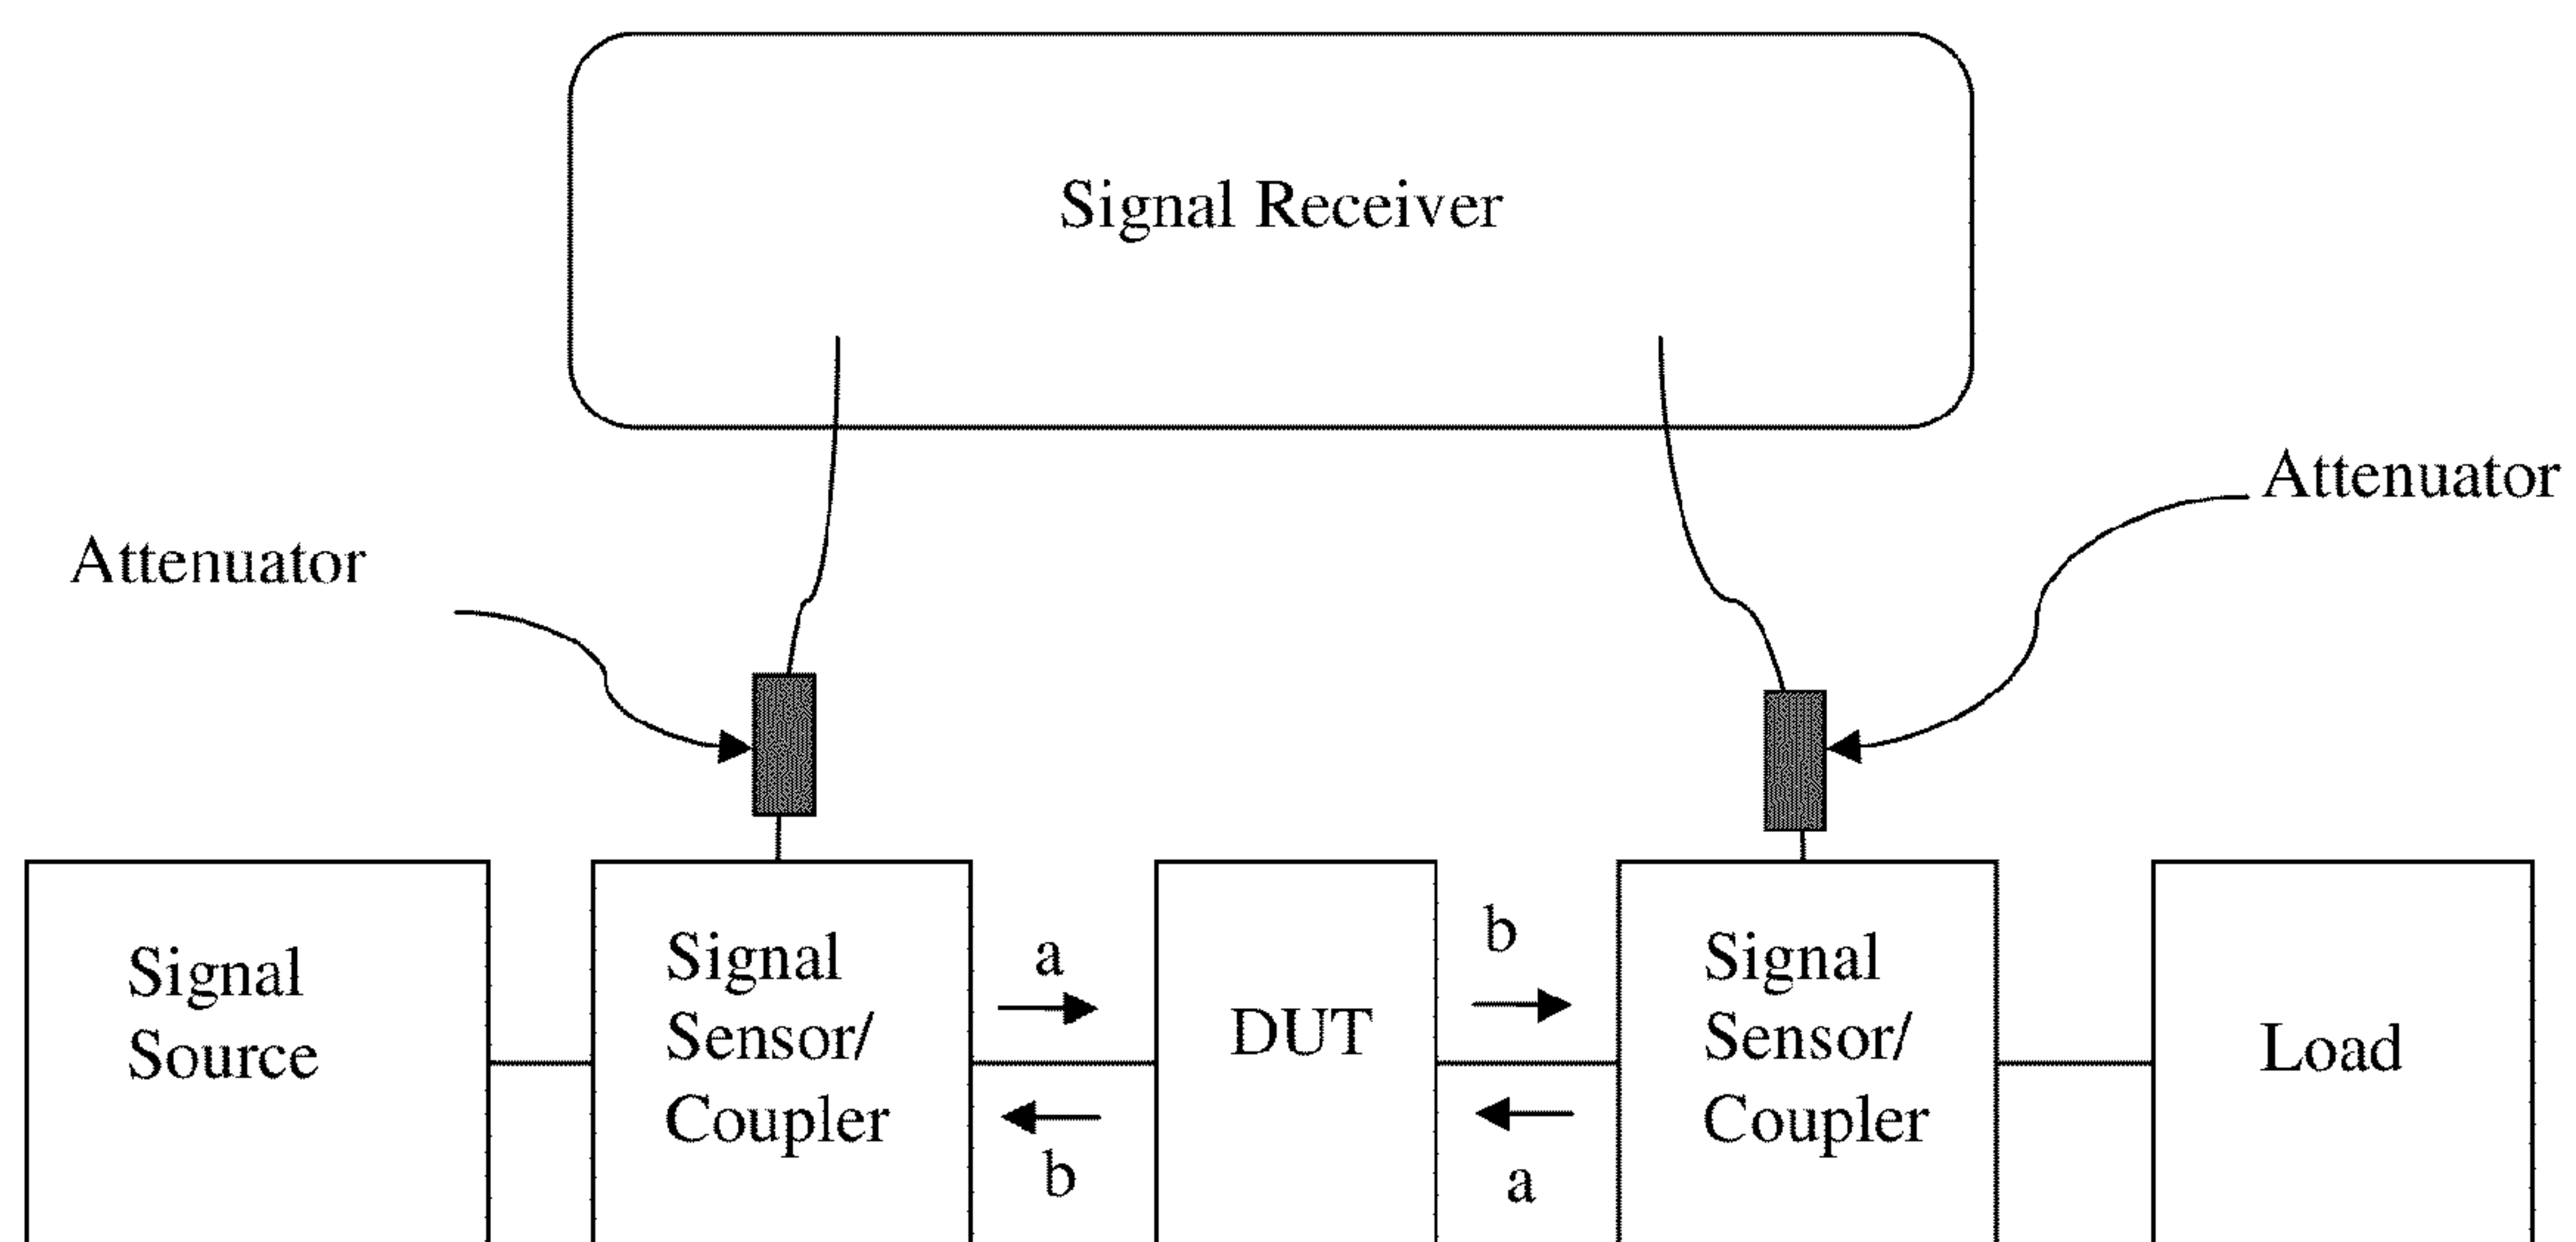 Signal Receiver
Attenuator
Attenuator
Signal
Source
Signal
Sensor/
Coupler
a
b
DUT
b
a
Signal
Sensor/
Coupler
Load